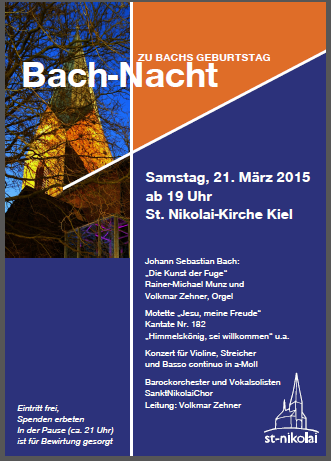 ZU BACHS GEBURTSTAG
Bach-Nacht
Samstag, 21. März 2015
ab 19 Uhr
St. Nikolai-Kirche Kiel
Johann Sebastian Bach:
„Die Kunst der Fuge“
Rainer-Michael Munz und
Volkmar Zehner, Orgel
Motette „Jesu, meine Freude“
Kantate Nr. 182
„Himmelskönig, sei willkommen“ u.a.
Konzert für Violine, Streicher
und Basso continuo in a-Moll
Barockorchester und Vokalsolisten
SanktNikolaiChor
Leitung: Volkmar Zehner
Eintritt frei,
Spenden erbeten
In der Pause (ca. 21 Uhr)
ist für Bewirtung gesorgt
st-nikolai